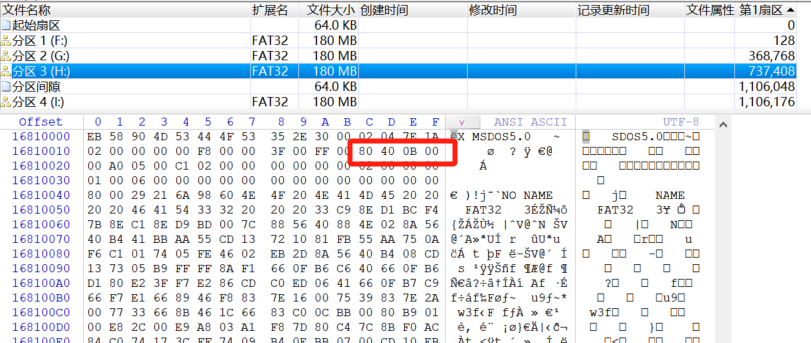 文件名称 扩展名 文件大小 创建时间 修改时间 记录更新时间 文件属性 第1扇区
起始扇区 64.0 KB 0
分区 1 (F:) FAT32 180 MB 128
分区 2 (G:) FAT32 180 MB 368,768
分区 3 (H:) FAT32 180 MB 737,408
分区间隙 64.0 KB 1,106,048
分区 4 (I:) FAT32 180 MB 1,106,176
Offset 0 1 2 3 4 5 6 7 8 9 A B C D E F ANSI ASCII UTF-8
16810000 EB 58 90 4D 53 44 4F 53 35 2E 30 00 02 04 7E 1A ëX MSDOS5.0 ~ SDOS5.0
16810010 02 00 00 00 00 F8 00 00 3F 00 FF 00 80 40 0B 00 ø ? ÿ €@
16810020 00 A0 05 00 C1 02 00 00 00 00 00 00 02 00 00 00 Á
01 00 06 00 00 00 00 00 00 00 00 00 00 00 00 00
16810040 80 00 29 21 6A 98 60 4E 4F 20 4E 41 4D 45 20 20 € )!j˜`NO NAME j NAME
16810050 20 20 46 41 54 33 32 20 20 20 33 C9 8E D1 BC F4 FAT32 3ÉŽÑ¼ô FAT32
16810060 7B 8E C1 8E D9 BD 00 7C 88 56 40 88 4E 02 8A 56 {ŽÁŽÙ½ |ˆV@ˆN ŠV
16810070 40 B4 41 BB AA 55 CD 13 72 10 81 FB 55 AA 75 0A @´A»ªUÍ r ûUªu
16810080 F6 C1 01 74 05 FE 46 02 EB 2D 8A 56 40 B4 08 CD öÁ t þF ë-ŠV@´ Í
16810090 13 73 05 B9 FF FF 8A F1 66 0F B6 C6 40 66 0F B6 s ¹ÿÿŠñf ¶Æ@f ¶
168100A0 D1 80 E2 3F F7 E2 86 CD C0 ED 06 41 66 0F B7 C9 Ñ€â?÷â†ÍÀí Af ·É
168100B0 66 F7 E1 66 89 46 F8 83 7E 16 00 75 39 83 7E 2A f÷áf‰Føƒ~ u9ƒ~*
168100C0 00 77 33 66 8B 46 1C 66 83 C0 0C BB 00 80 B9 01 w3f‹F fƒÀ » €¹
168100D0 00 E8 2C 00 E9 A8 03 A1 F8 7D 80 C4 7C 8B F0 AC è, é¨ ¡ø}€Ä|‹ð¬
168100E0 84 C0 74 17 3C FF 74 09 B4 0E BB 07 00 CD 10 EB